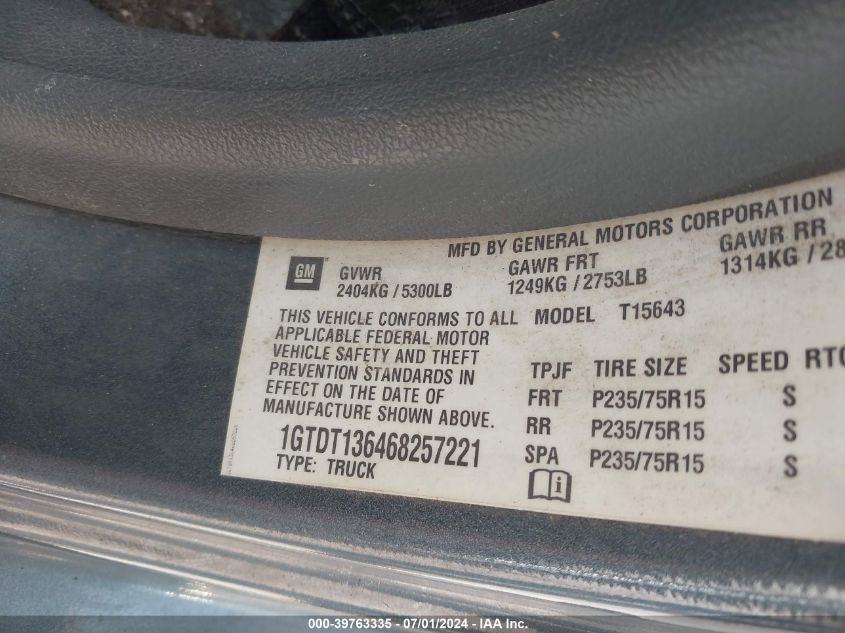 MFD BY GENERAL MOTORS CORPORATION
GM GVWR GAWR FRT GAWR RR
2404KG / 5300LB 1249KG / 2753LB 1314KG / 28
THIS VEHICLE CONFORMS TO ALL MODEL T15643
APPLICABLE FEDERAL MOTOR
VEHICLE SAFETY AND THEFT
PREVENTION STANDARDS IN
EFFECT ON THE DATE OF
MANUFACTURE SHOWN ABOVE.
1GTDT136468257221
TYPE: TRUCK
TPJF TIRE SIZE SPEED RTG
FRT P235/75R15 S
RR P235/75R15 S
SPA P235/75R15 S
i
000-39763335 - 07/01/2024 - IAA Inc.